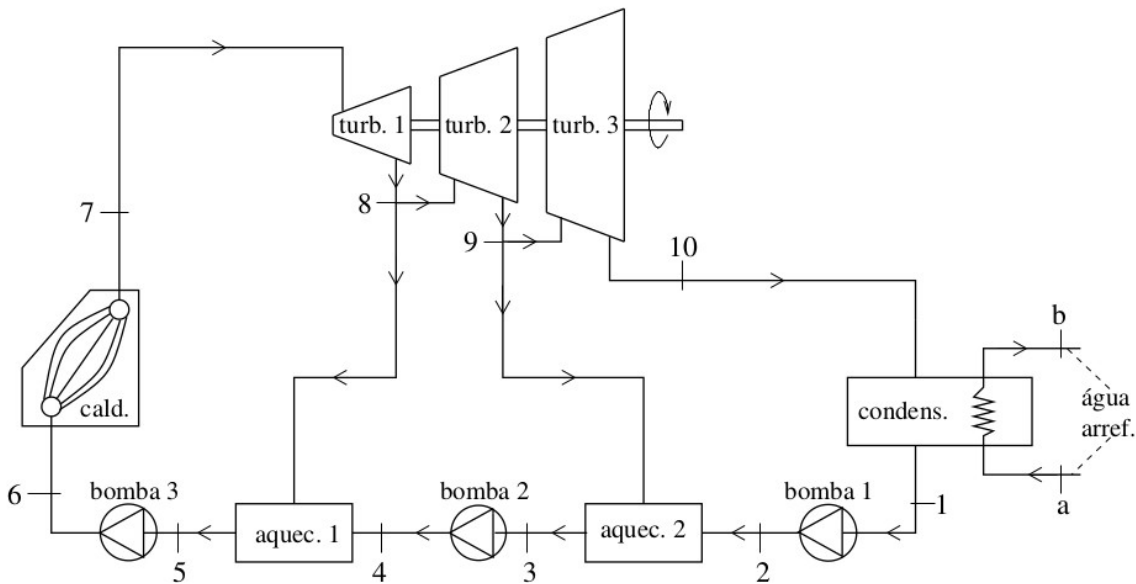 turb. 1
turb. 2
turb. 3
8
7
9
10
b
cald.
condens.
água
arref.
6
bomba 3
bomba 2
bomba 1
1
a
aquec. 1
aquec. 2
5
4
3
2